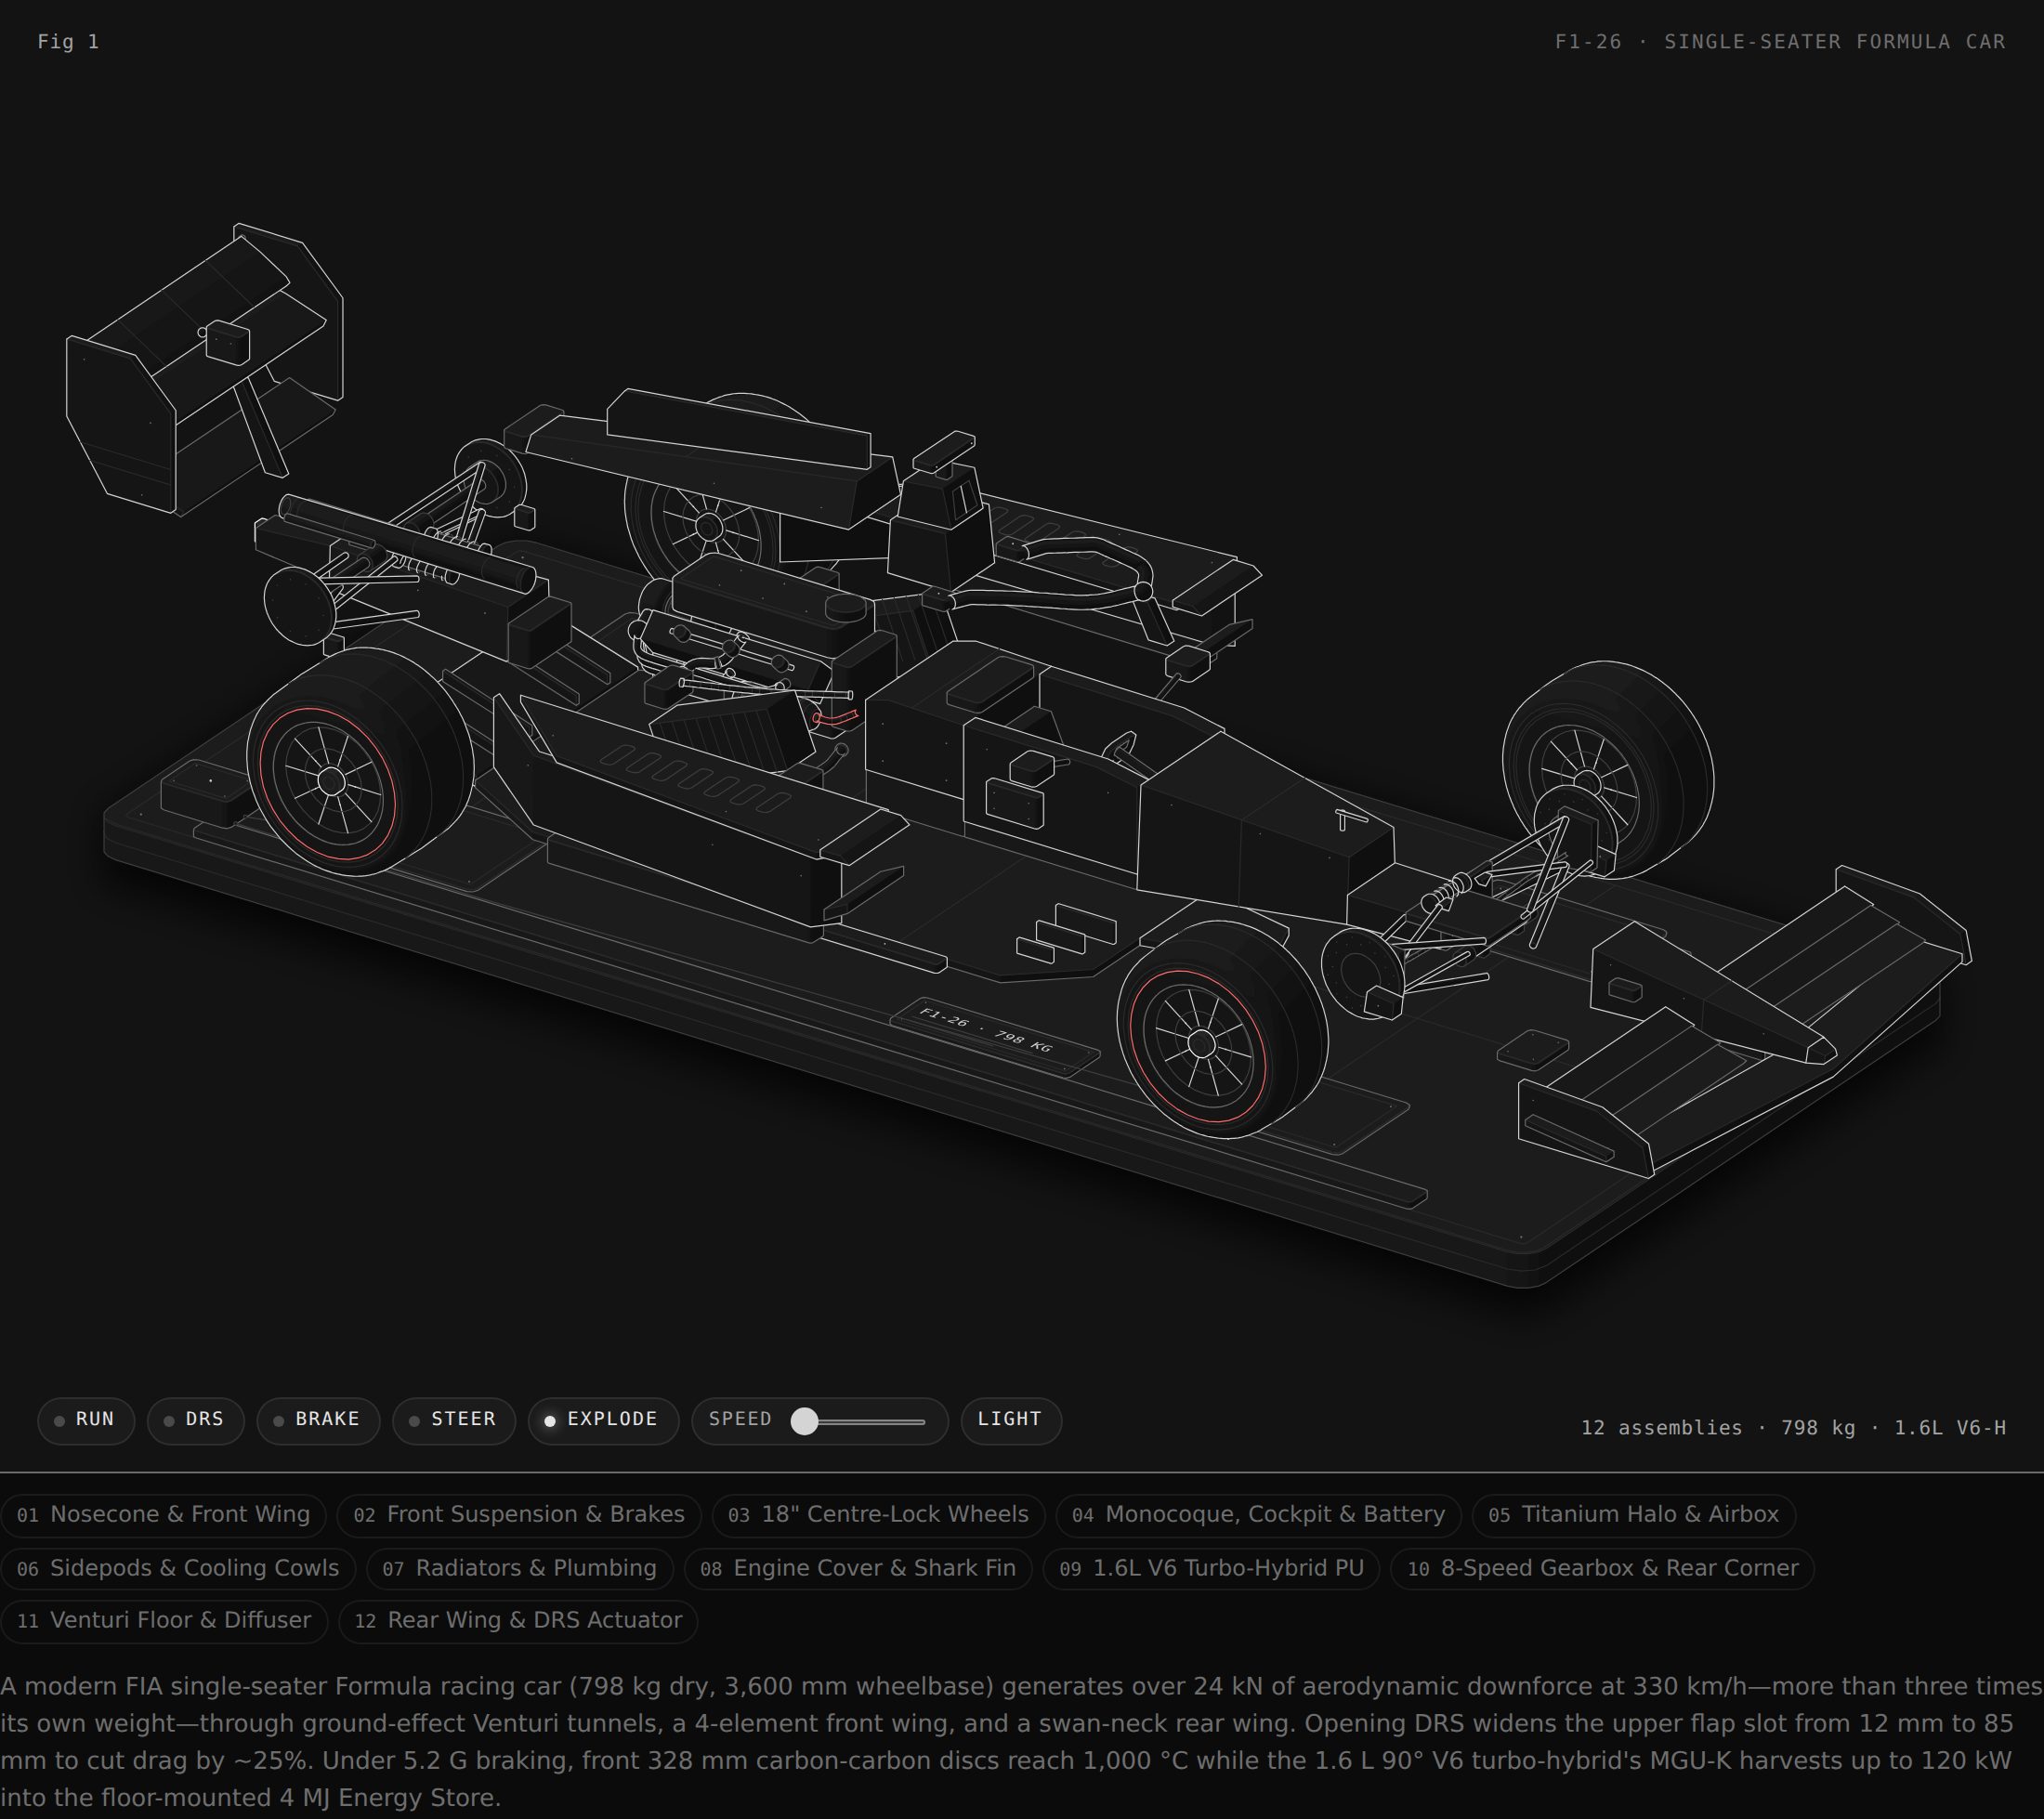 Fig 1
F1-26 · SINGLE-SEATER FORMULA CAR
F1-26 · 798 KG
RUN
DRS
BRAKE
STEER
EXPLODE
SPEED
LIGHT
12 assemblies · 798 kg · 1.6L V6-H
01 Nosecone & Front Wing
02 Front Suspension & Brakes
03 18" Centre-Lock Wheels
04 Monocoque, Cockpit & Battery
05 Titanium Halo & Airbox
06 Sidepods & Cooling Cowls
07 Radiators & Plumbing
08 Engine Cover & Shark Fin
09 1.6L V6 Turbo-Hybrid PU
10 8-Speed Gearbox & Rear Corner
11 Venturi Floor & Diffuser
12 Rear Wing & DRS Actuator
A modern FIA single-seater Formula racing car (798 kg dry, 3,600 mm wheelbase) generates over 24 kN of aerodynamic downforce at 330 km/h—more than three times
its own weight—through ground-effect Venturi tunnels, a 4-element front wing, and a swan-neck rear wing. Opening DRS widens the upper flap slot from 12 mm to 85
mm to cut drag by ~25%. Under 5.2 G braking, front 328 mm carbon-carbon discs reach 1,000 °C while the 1.6 L 90° V6 turbo-hybrid's MGU-K harvests up to 120 kW
into the floor-mounted 4 MJ Energy Store.